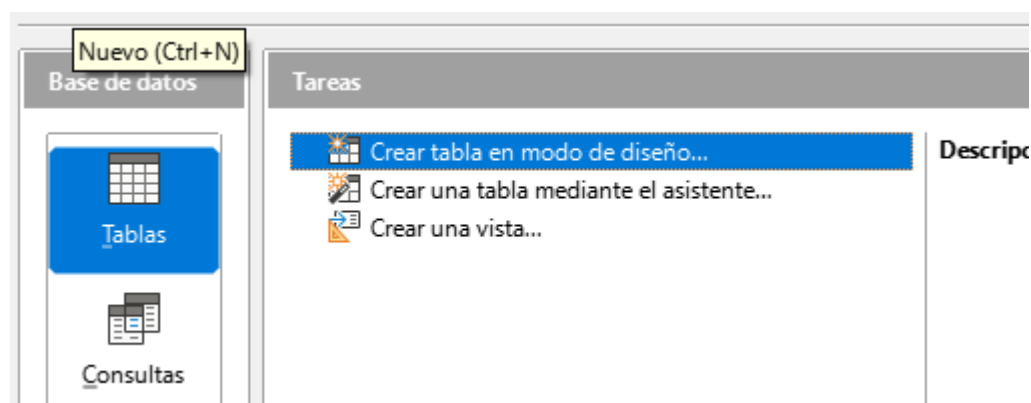 Nuevo (Ctrl+N)
Base de datos
Tareas
Tablas
Consultas
Crear tabla en modo de diseño...
Crear una tabla mediante el asistente...
Crear una vista...